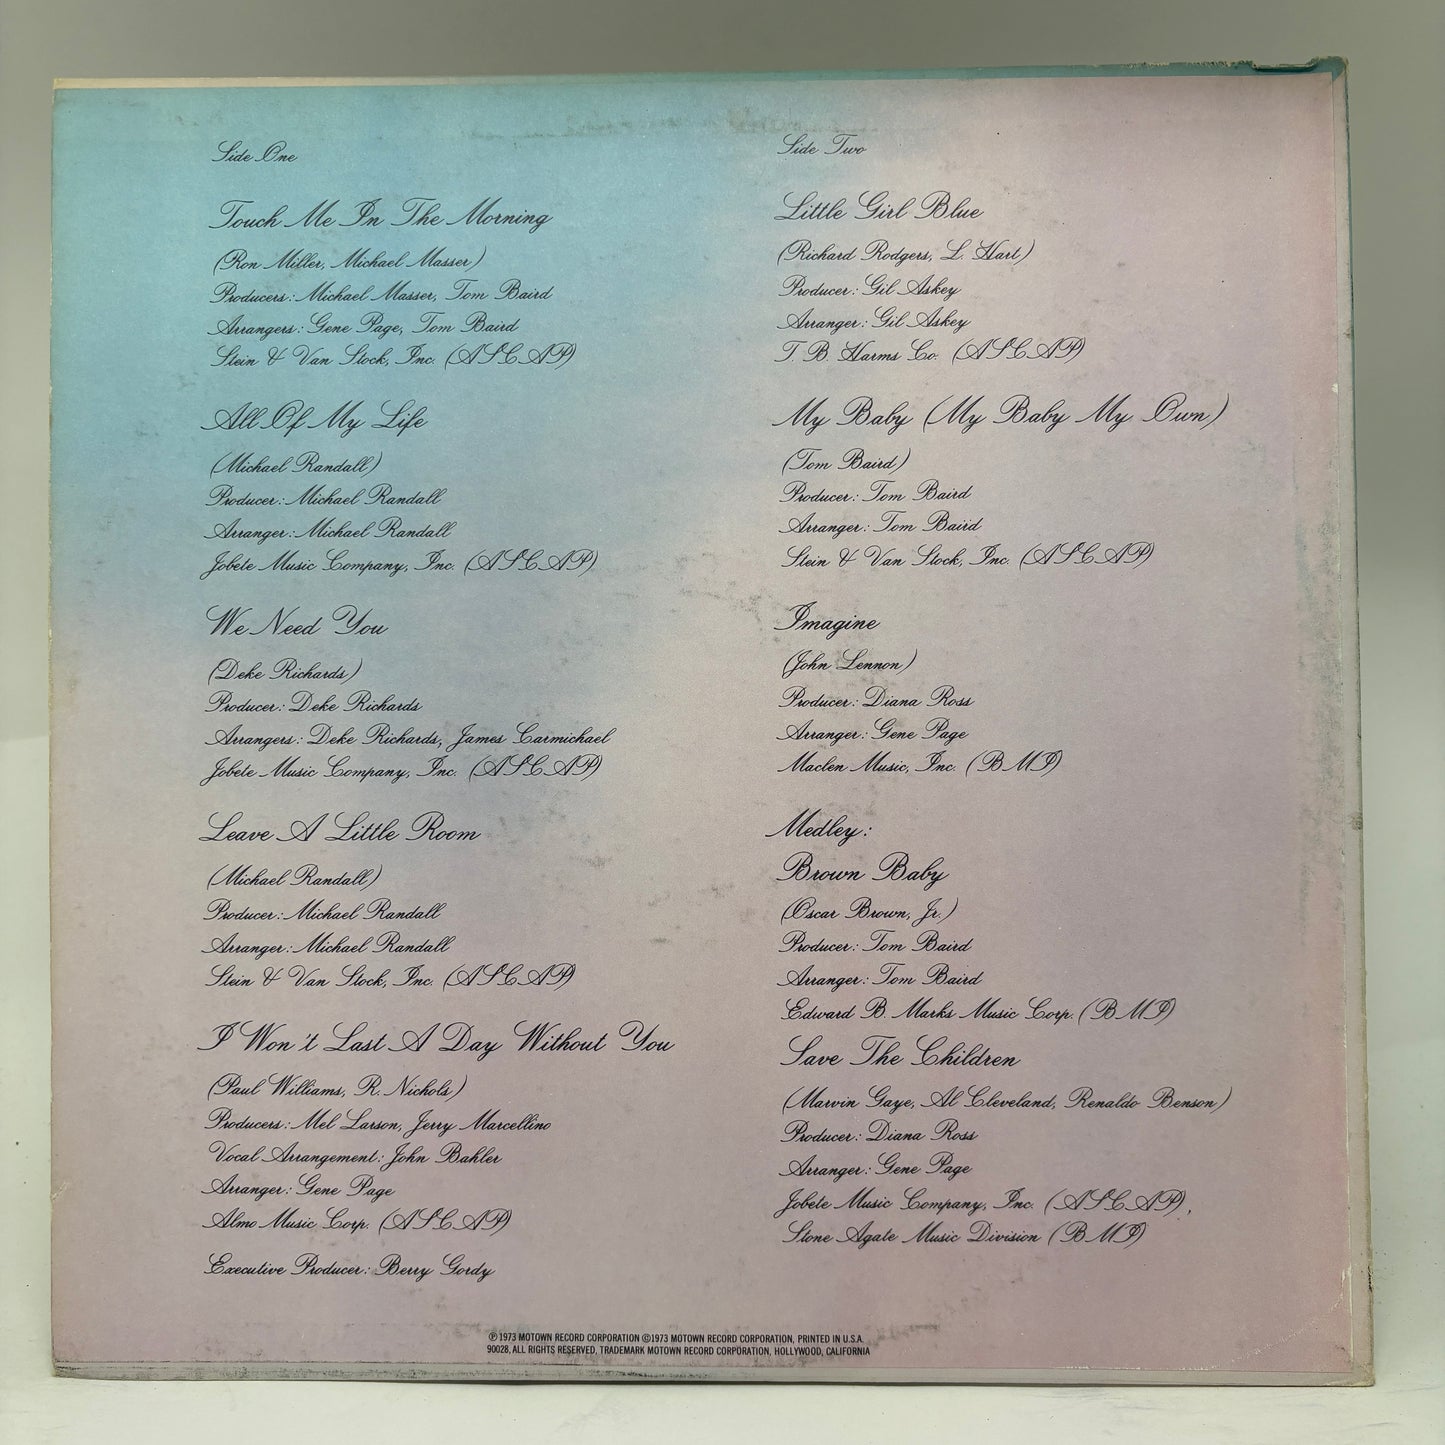 Side One
Touch Me In The Morning
(Ron Miller, Michael Masser)
Producers: Michael Masser, Tom Baird
Arrangers: Gene Page, Tom Baird
Stein & Van Stock, Inc. (ASCAP)
All Of My Life
(Michael Randall)
Producer: Michael Randall
Arranger: Michael Randall
Jobete Music Company, Inc. (ASCAP)
We Need You
(Deke Richards)
Producer: Deke Richards
Arrangers: Deke Richards, James Carmichael
Jobete Music Company, Inc. (ASCAP)
Leave A Little Room
(Michael Randall)
Producer: Michael Randall
Arranger: Michael Randall
Stein & Van Stock, Inc. (ASCAP)
I Won't Last A Day Without You
(Paul Williams, R. Nichols)
Producers: Mel Larson, Jerry Marcellino
Vocal Arrangement: John Bahler
Arranger: Gene Page
Almo Music Corp. (ASCAP)
Executive Producer: Berry Gordy
Side Two
Little Girl Blue
(Richard Rodgers, L. Hart)
Producer: Gil Askey
Arranger: Gil Askey
T. B. Harms Co. (ASCAP)
My Baby (My Baby My Own)
(Tom Baird)
Producer: Tom Baird
Arranger: Tom Baird
Stein & Van Stock, Inc. (ASCAP)
Imagine
(John Lennon)
Producer: Diana Ross
Arranger: Gene Page
Maclen Music, Inc. (BMI)
Medley:
Brown Baby
(Oscar Brown, Jr.)
Producer: Tom Baird
Arranger: Tom Baird
Edward B. Marks Music Corp. (BMI)
Save The Children
(Marvin Gaye, Al Cleveland, Renaldo Benson)
Producer: Diana Ross
Arranger: Gene Page
Jobete Music Company, Inc. (ASCAP),
Stone Agate Music Division (BMI)
℗ 1973 MOTOWN RECORD CORPORATION ©1973 MOTOWN RECORD CORPORATION, PRINTED IN U.S.A.
90028, ALL RIGHTS RESERVED, TRADEMARK MOTOWN RECORD CORPORATION, HOLLYWOOD, CALIFORNIA